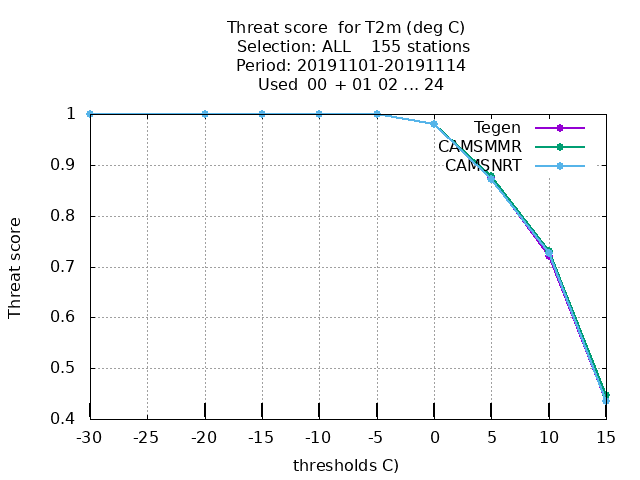 Threat score  for T2m (deg C)
Selection: ALL    155 stations
Period: 20191101-20191114
Used  00 + 01 02 ... 24
Tegen
CAMSMMR
CAMSNRT
Threat score
1
0.9
0.8
0.7
0.6
0.5
0.4
-30 -25 -20 -15 -10 -5 0 5 10 15
thresholds C)